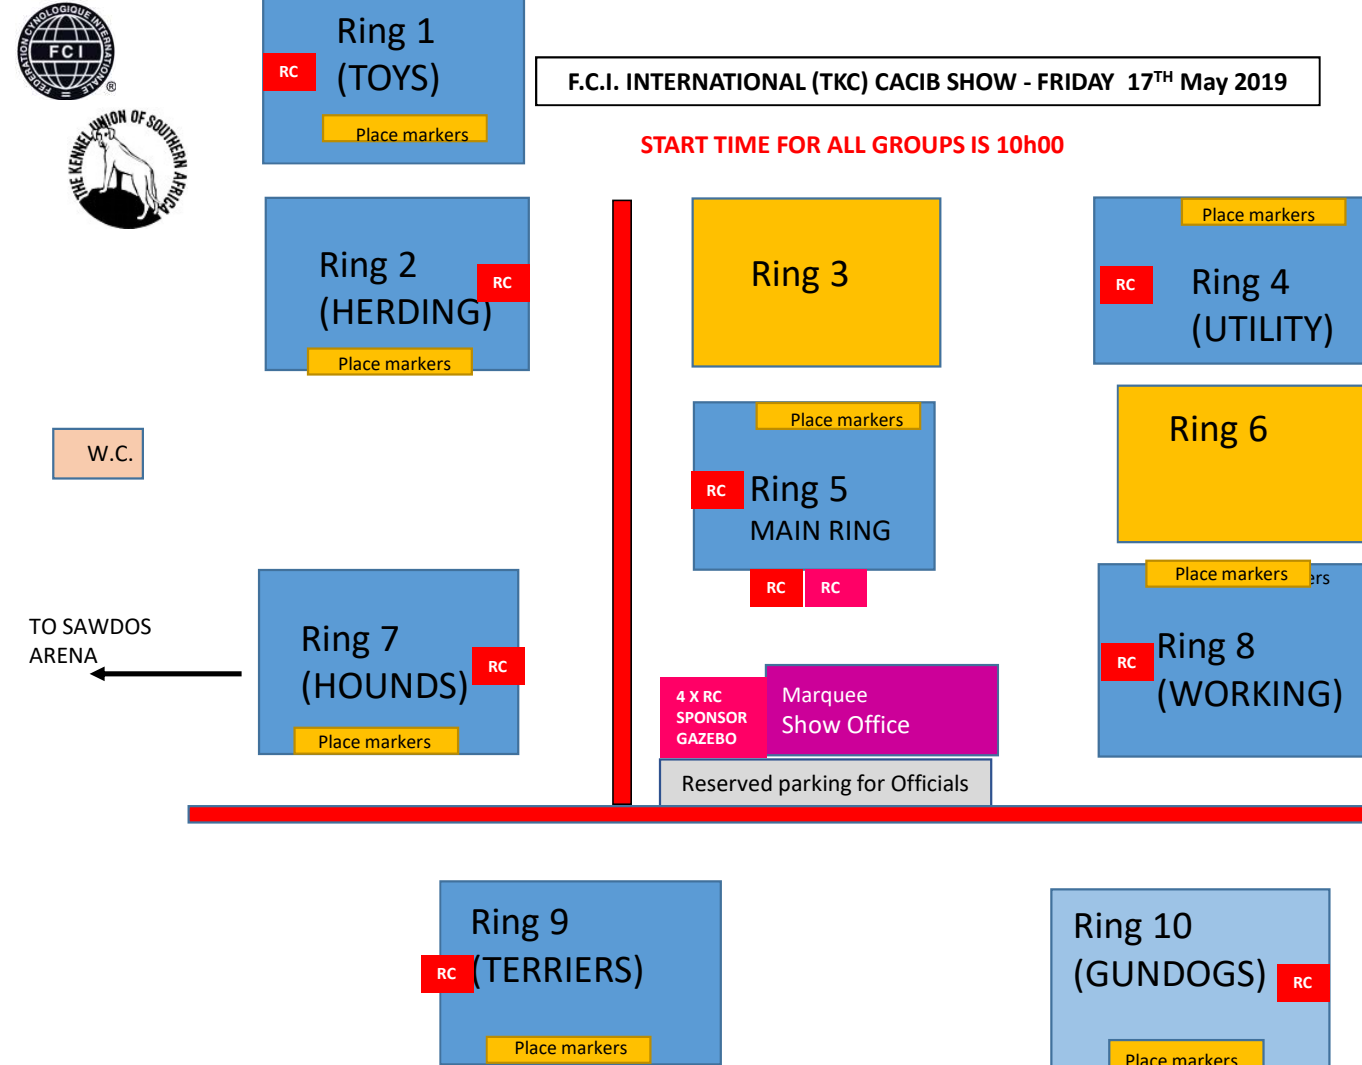 FEDERATION CYNOLOGIQUE INTERNATIONALE
FCI
®
THE KENNEL UNION OF SOUTHERN AFRICA
Ring 1
(TOYS)
RC
Place markers
F.C.I. INTERNATIONAL (TKC) CACIB SHOW - FRIDAY 17TH May 2019
START TIME FOR ALL GROUPS IS 10h00
Ring 2
(HERDING)
RC
Place markers
Ring 3
Place markers
RC
Ring 4
(UTILITY)
W.C.
Place markers
RC
Ring 5
MAIN RING
RC
RC
Ring 6
TO SAWDOS
ARENA
Ring 7
(HOUNDS)
RC
Place markers
4 X RC
SPONSOR
GAZEBO
Marquee
Show Office
Reserved parking for Officials
Place markers
ers
RC
Ring 8
(WORKING)
Ring 9
(TERRIERS)
RC
Place markers
Ring 10
(GUNDOGS)
RC
Place markers